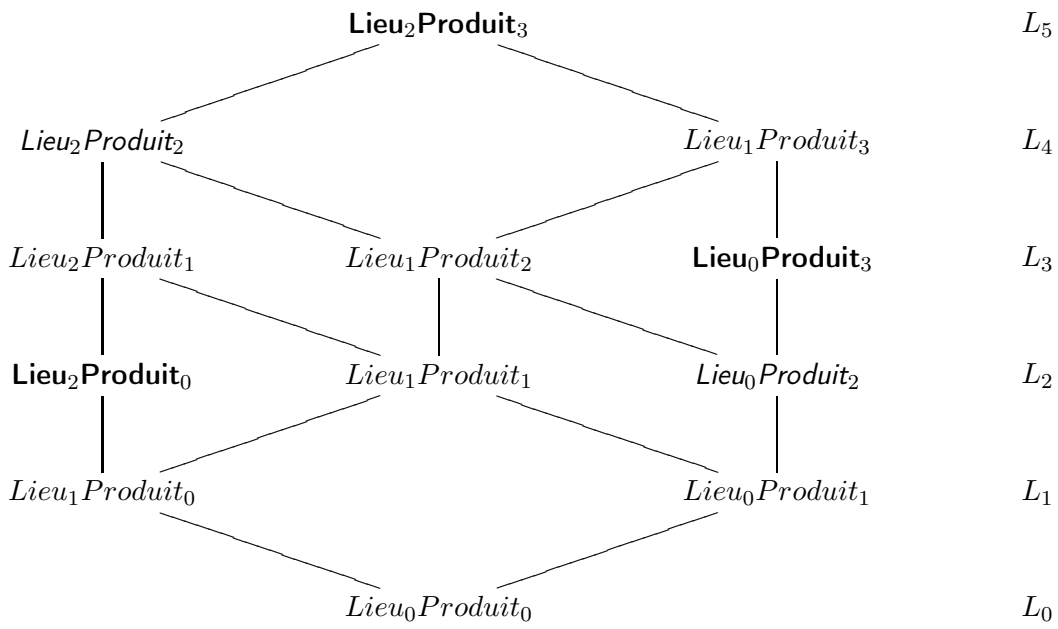 Lieu₂Produit₃ L₅
Lieu₂Produit₂ Lieu₁Produit₃ L₄
Lieu₂Produit₁ Lieu₁Produit₂ Lieu₀Produit₃ L₃
Lieu₂Produit₀ Lieu₁Produit₁ Lieu₀Produit₂ L₂
Lieu₁Produit₀ Lieu₀Produit₁ L₁
Lieu₀Produit₀ L₀